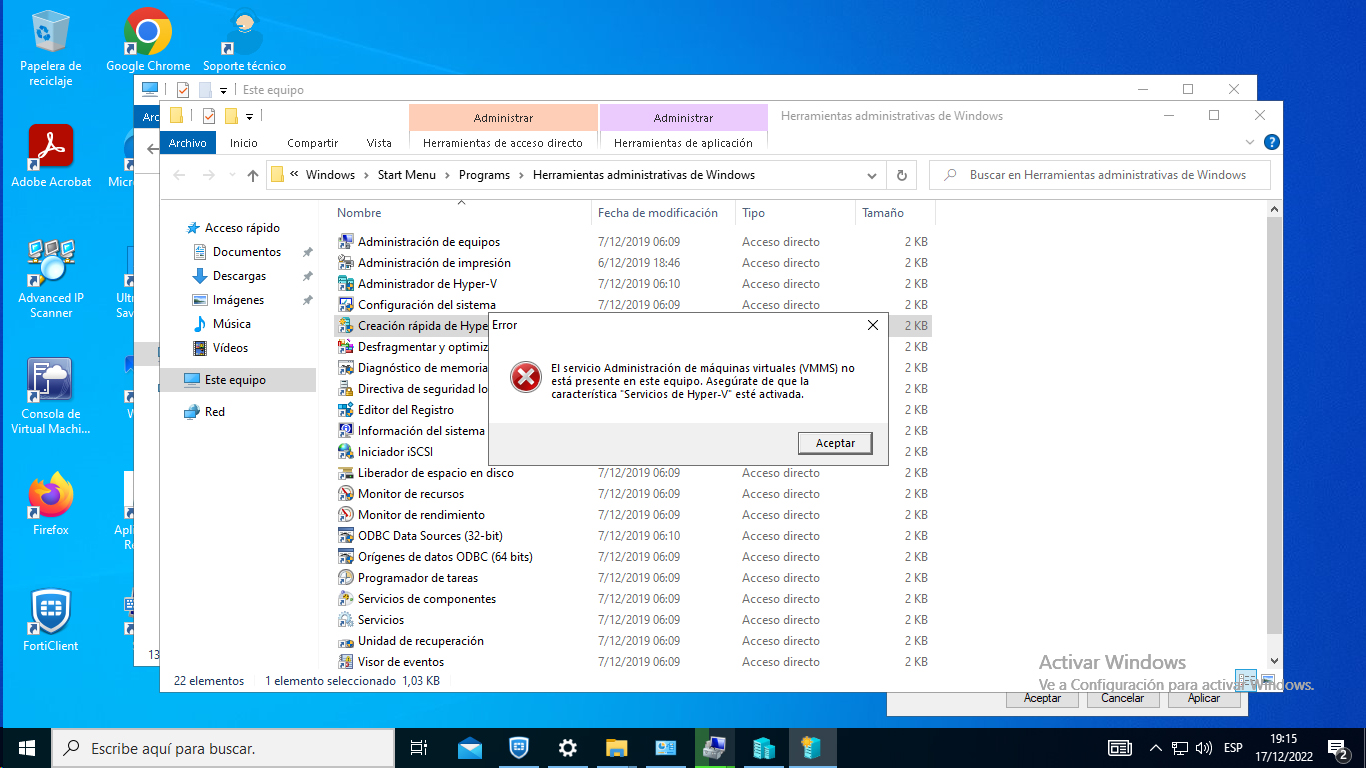 Papelera de
reciclaje
Google Chrome
Soporte técnico
Adobe Acrobat
Advanced IP
Scanner
Consola de
Virtual Machi...
Firefox
FortiClient
Este equipo
Administrar
Administrar
Herramientas administrativas de Windows
Archivo
Inicio
Compartir
Vista
Herramientas de acceso directo
Herramientas de aplicación
« Windows > Start Menu > Programs > Herramientas administrativas de Windows
Buscar en Herramientas administrativas de Windows
Acceso rápido
Documentos
Descargas
Imágenes
Música
Vídeos
Este equipo
Red
Nombre Fecha de modificación Tipo Tamaño
Administración de equipos 7/12/2019 06:09 Acceso directo 2 KB
Administración de impresión 6/12/2019 18:46 Acceso directo 2 KB
Administrador de Hyper-V 7/12/2019 06:10 Acceso directo 2 KB
Configuración del sistema 7/12/2019 06:09 Acceso directo 2 KB
Creación rápida de Hype 2 KB
Desfragmentar y optimiz 2 KB
Diagnóstico de memoria 2 KB
Directiva de seguridad lo 2 KB
Editor del Registro 2 KB
Información del sistema 2 KB
Iniciador iSCSI 2 KB
Liberador de espacio en disco 7/12/2019 06:09 Acceso directo 2 KB
Monitor de recursos 7/12/2019 06:09 Acceso directo 2 KB
Monitor de rendimiento 7/12/2019 06:09 Acceso directo 2 KB
ODBC Data Sources (32-bit) 7/12/2019 06:10 Acceso directo 2 KB
Orígenes de datos ODBC (64 bits) 7/12/2019 06:09 Acceso directo 2 KB
Programador de tareas 7/12/2019 06:09 Acceso directo 2 KB
Servicios de componentes 7/12/2019 06:09 Acceso directo 2 KB
Servicios 7/12/2019 06:09 Acceso directo 2 KB
Unidad de recuperación 7/12/2019 06:09 Acceso directo 2 KB
Visor de eventos 7/12/2019 06:09 Acceso directo 2 KB
Error
El servicio Administración de máquinas virtuales (VMMS) no
está presente en este equipo. Asegúrate de que la
característica "Servicios de Hyper-V" esté activada.
Aceptar
22 elementos
1 elemento seleccionado 1,03 KB
Activar Windows
Ve a Configuración para activar Windows.
Aceptar
Cancelar
Aplicar
Escribe aquí para buscar.
ESP
19:15
17/12/2022
2